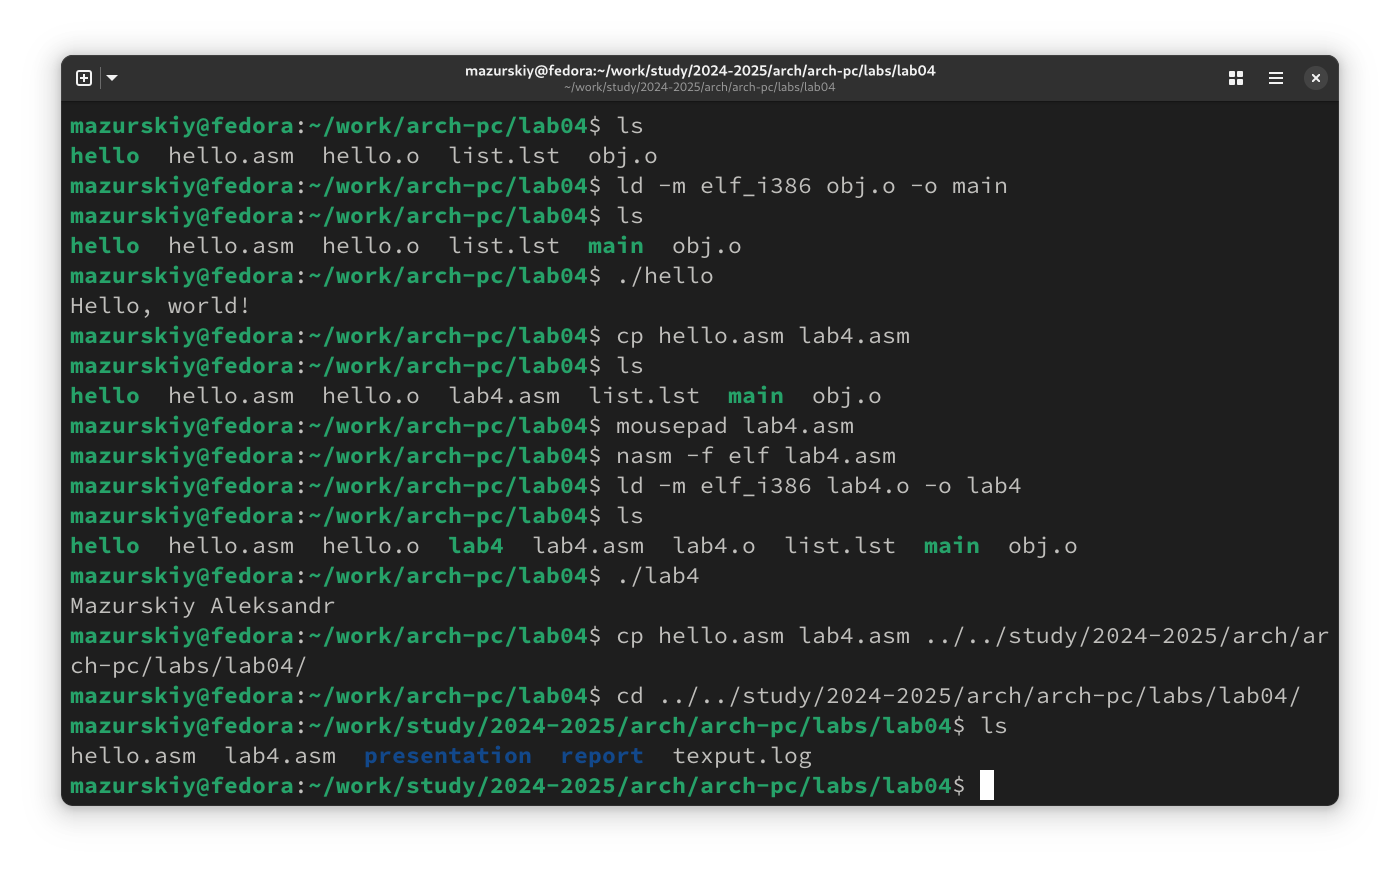 mazurskiy@fedora:~/work/study/2024-2025/arch/arch-pc/labs/lab04
~/work/study/2024-2025/arch/arch-pc/labs/lab04
mazurskiy@fedora:~/work/arch-pc/lab04$ ls
hello  hello.asm  hello.o  list.lst  obj.o
mazurskiy@fedora:~/work/arch-pc/lab04$ ld -m elf_i386 obj.o -o main
mazurskiy@fedora:~/work/arch-pc/lab04$ ls
hello  hello.asm  hello.o  list.lst  main  obj.o
mazurskiy@fedora:~/work/arch-pc/lab04$ ./hello
Hello, world!
mazurskiy@fedora:~/work/arch-pc/lab04$ cp hello.asm lab4.asm
mazurskiy@fedora:~/work/arch-pc/lab04$ ls
hello  hello.asm  hello.o  lab4.asm  list.lst  main  obj.o
mazurskiy@fedora:~/work/arch-pc/lab04$ mousepad lab4.asm
mazurskiy@fedora:~/work/arch-pc/lab04$ nasm -f elf lab4.asm
mazurskiy@fedora:~/work/arch-pc/lab04$ ld -m elf_i386 lab4.o -o lab4
mazurskiy@fedora:~/work/arch-pc/lab04$ ls
hello  hello.asm  hello.o  lab4  lab4.asm  lab4.o  list.lst  main  obj.o
mazurskiy@fedora:~/work/arch-pc/lab04$ ./lab4
Mazurskiy Aleksandr
mazurskiy@fedora:~/work/arch-pc/lab04$ cp hello.asm lab4.asm ../../study/2024-2025/arch/ar
ch-pc/labs/lab04/
mazurskiy@fedora:~/work/arch-pc/lab04$ cd ../../study/2024-2025/arch/arch-pc/labs/lab04/
mazurskiy@fedora:~/work/study/2024-2025/arch/arch-pc/labs/lab04$ ls
hello.asm  lab4.asm  presentation  report  texput.log
mazurskiy@fedora:~/work/study/2024-2025/arch/arch-pc/labs/lab04$